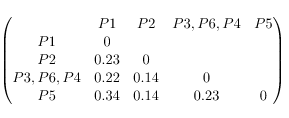 P1 P2 P3, P6, P4 P5
P1 0
P2 0.23 0
P3, P6, P4 0.22 0.14 0
P5 0.34 0.14 0.23 0